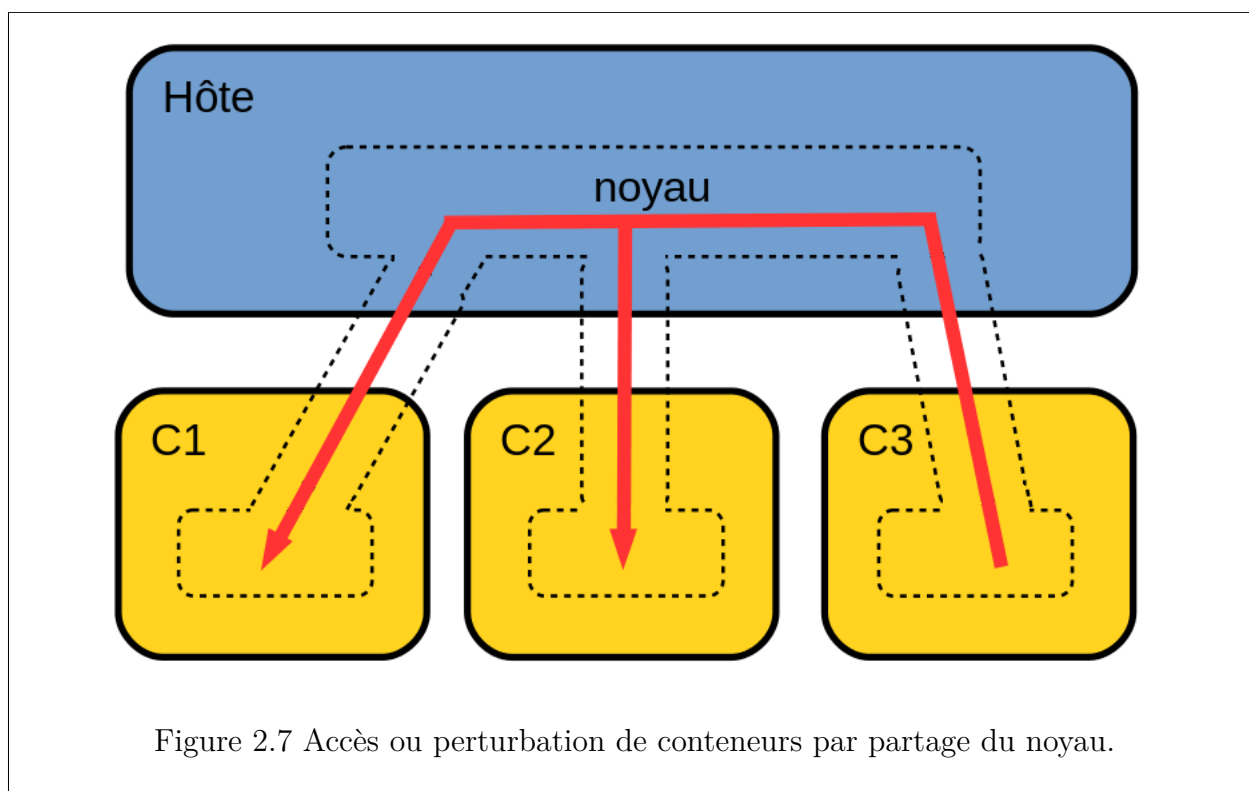 Hôte
noyau
C1
C2
C3
Figure 2.7 Accès ou perturbation de conteneurs par partage du noyau.